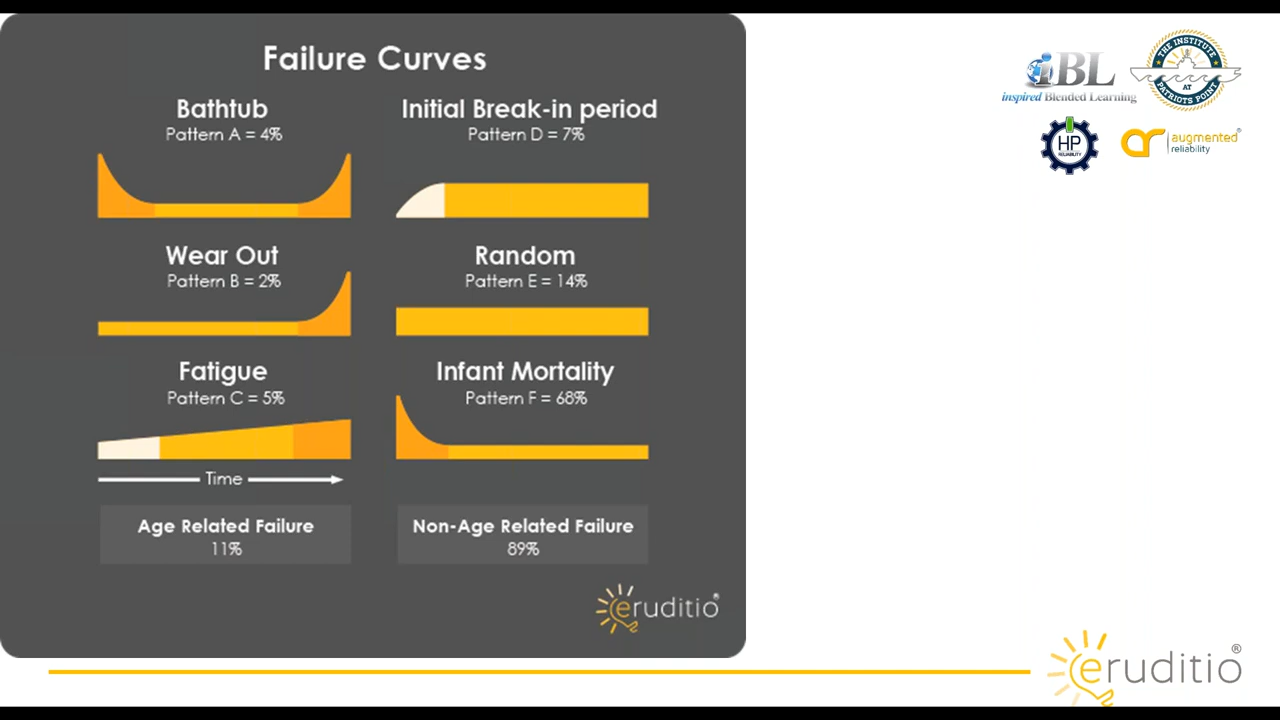 Failure Curves
Bathtub
Pattern A = 4%
Initial Break-in period
Pattern D = 7%
Wear Out
Pattern B = 2%
Random
Pattern E = 14%
Fatigue
Pattern C = 5%
Infant Mortality
Pattern F = 68%
Time
Age Related Failure
11%
Non-Age Related Failure
89%
eruditio®
iBL
inspired Blended Learning
THE INSTITUTE
AT
PATRIOTS POINT
HP
RELIABILITY
ar augmented®
reliability
eruditio®